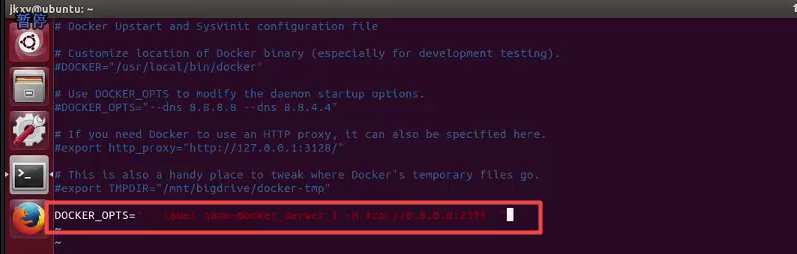 jkxy@ubuntu: ~
暂停
# Docker Upstart and SysVinit configuration file
# Customize location of Docker binary (especially for development testing).
#DOCKER="/usr/local/bin/docker"
# Use DOCKER_OPTS to modify the daemon startup options.
#DOCKER_OPTS="--dns 8.8.8.8 --dns 8.8.4.4"
# If you need Docker to use an HTTP proxy, it can also be specified here.
#export http_proxy="http://127.0.0.1:3128/"
# This is also a handy place to tweak where Docker's temporary files go.
#export TMPDIR="/mnt/bigdrive/docker-tmp"
DOCKER_OPTS=" --label name=docker_server_1 -H tcp://0.0.0.0:2375 "
~
~